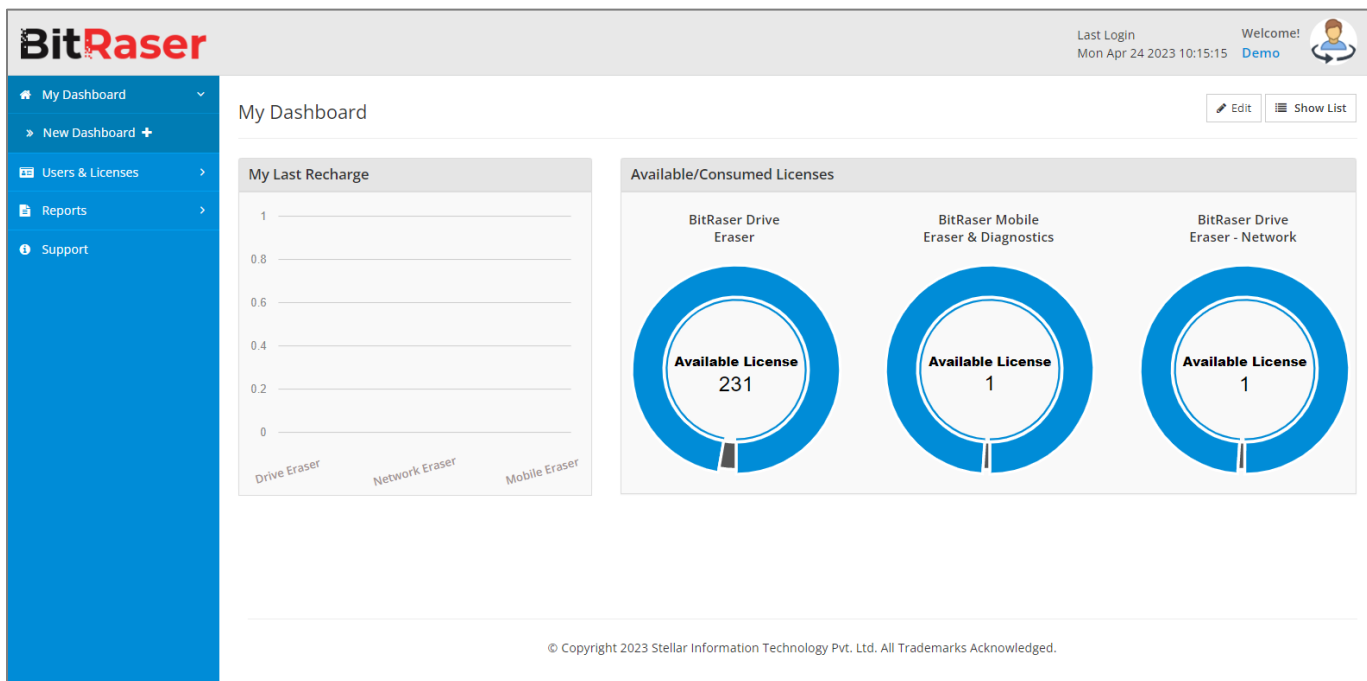 BitRaser
Last Login
Mon Apr 24 2023 10:15:15
Welcome!
Demo
My Dashboard
New Dashboard
Users & Licenses
Reports
Support
My Dashboard
Edit
Show List
My Last Recharge
1
0.8
0.6
0.4
0.2
0
Drive Eraser
Network Eraser
Mobile Eraser
Available/Consumed Licenses
BitRaser Drive
Eraser
Available License
231
BitRaser Mobile
Eraser & Diagnostics
Available License
1
BitRaser Drive
Eraser - Network
Available License
1
© Copyright 2023 Stellar Information Technology Pvt. Ltd. All Trademarks Acknowledged.